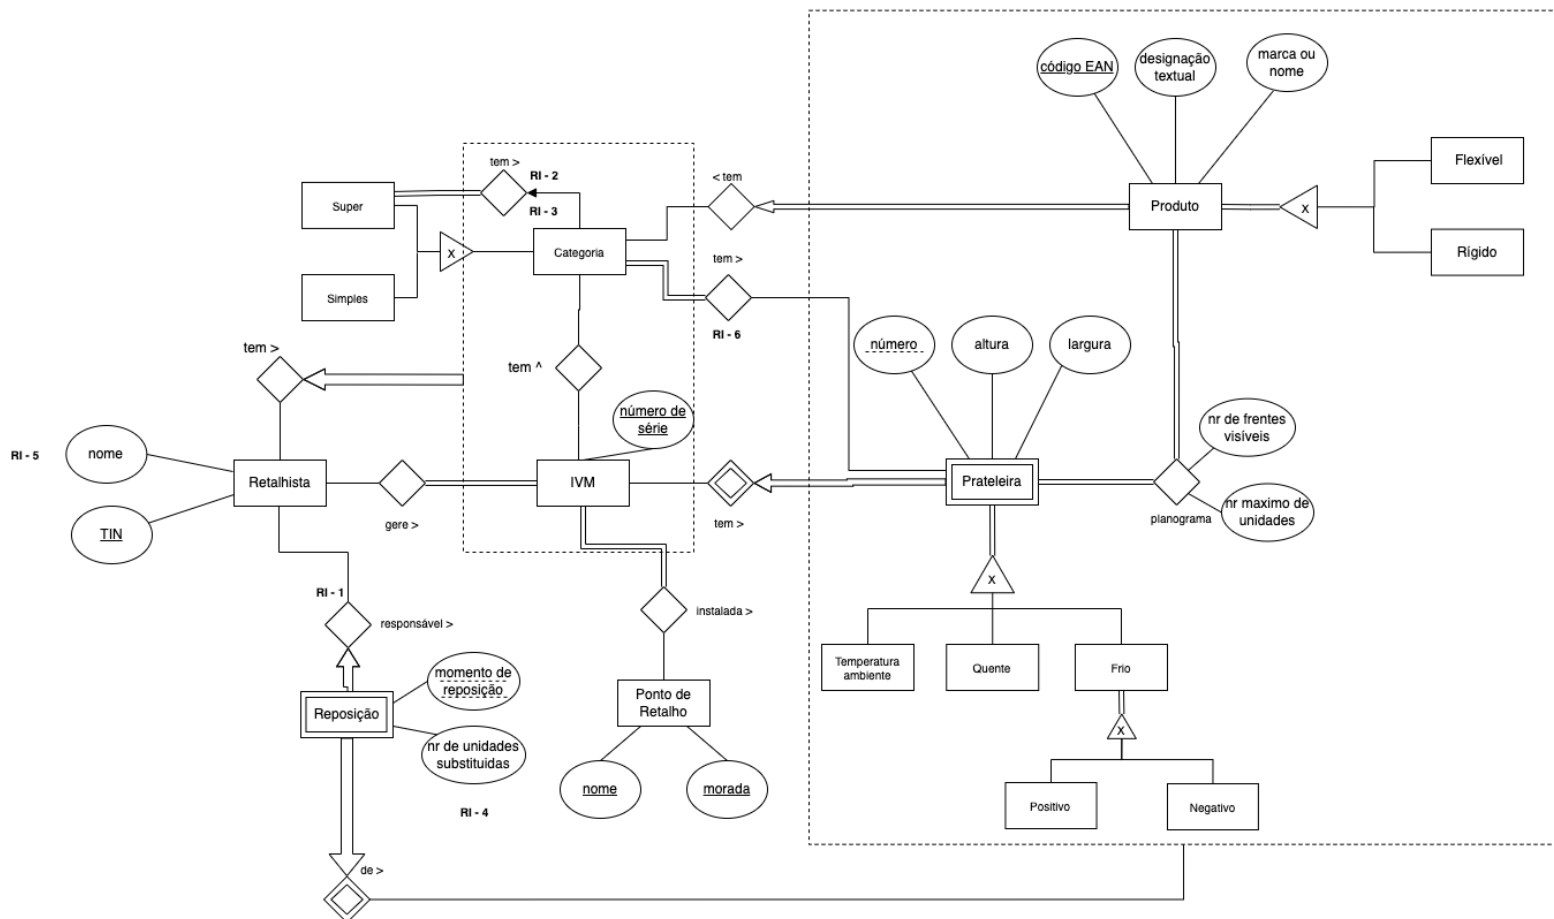 código EAN
designação
textual
marca ou
nome
Flexível
tem >
RI - 2
< tem
Super
RI - 3
Produto
x
Categoria
x
Rígido
Simples
tem >
RI - 6
número
altura
largura
tem >
tem ^
número de
série
nr de frentes
visíveis
RI - 5
nome
Retalhista
IVM
Prateleira
nr maximo de
unidades
planograma
gere >
tem >
TIN
x
RI - 1
responsável >
instalada >
Temperatura
ambiente
Quente
Frio
momento de
reposição
Ponto de
Retalho
Reposição
x
nr de unidades
substituidas
nome
morada
Positivo
Negativo
RI - 4
de >